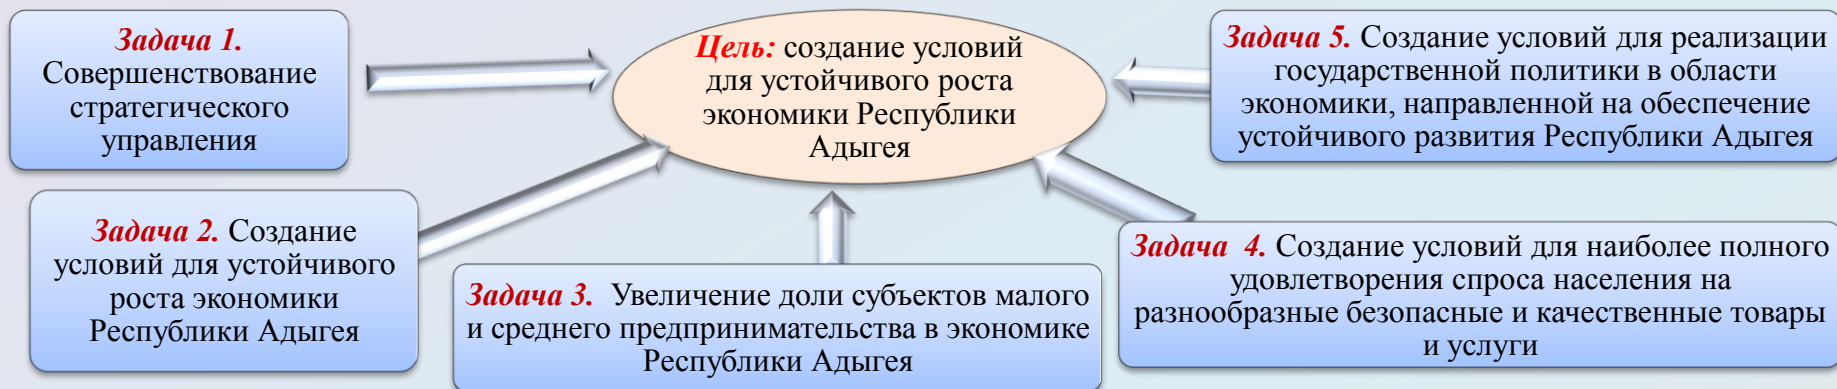 Задача 1.
Совершенствование
стратегического
управления
Задача 2. Создание
условий для устойчивого
роста экономики
Республики Адыгея
Цель: создание условий
для устойчивого роста
экономики Республики
Адыгея
Задача 3. Увеличение доли субъектов малого
и среднего предпринимательства в экономике
Республики Адыгея
Задача 4. Создание условий для наиболее полного
удовлетворения спроса населения на
разнообразные безопасные и качественные товары
и услуги
Задача 5. Создание условий для реализации
государственной политики в области
экономики, направленной на обеспечение
устойчивого развития Республики Адыгея